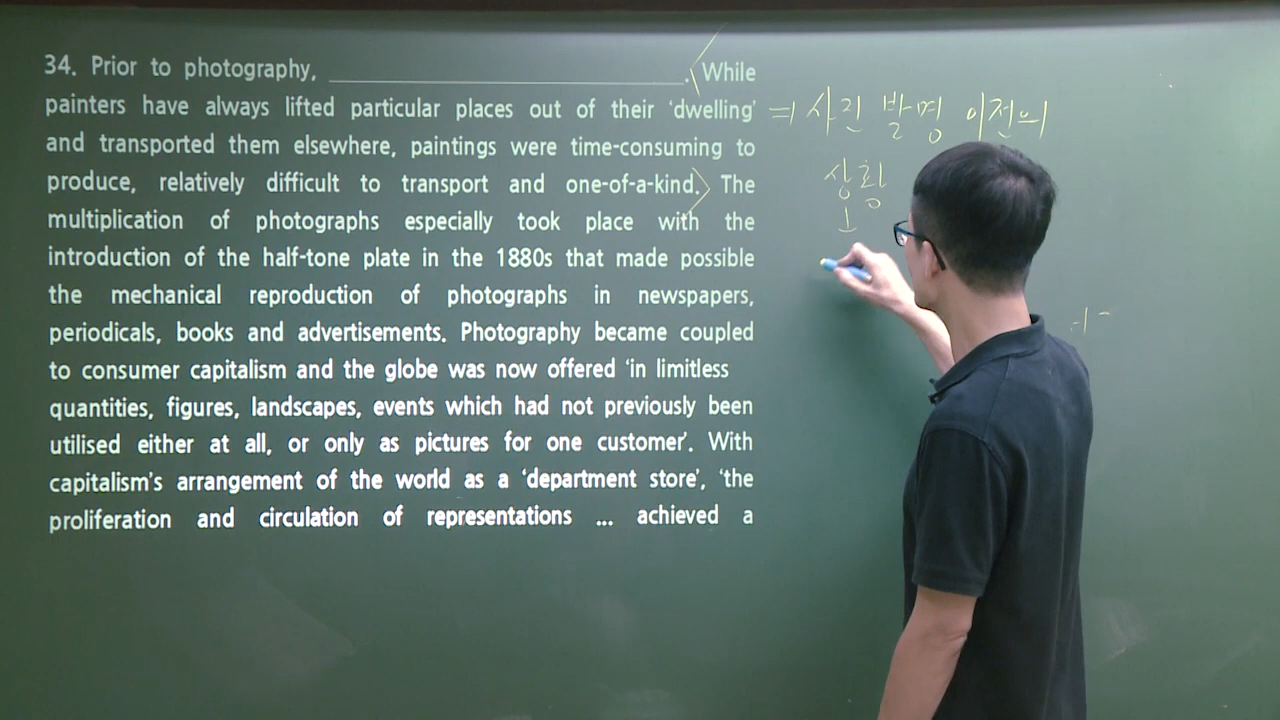 34. Prior to photography, ____________________. While
painters have always lifted particular places out of their ‘dwelling’
and transported them elsewhere, paintings were time-consuming to
produce, relatively difficult to transport and one-of-a-kind. The
multiplication of photographs especially took place with the
introduction of the half-tone plate in the 1880s that made possible
the mechanical reproduction of photographs in newspapers,
periodicals, books and advertisements. Photography became coupled
to consumer capitalism and the globe was now offered ‘in limitless
quantities, figures, landscapes, events which had not previously been
utilised either at all, or only as pictures for one customer’. With
capitalism’s arrangement of the world as a ‘department store’, ‘the
proliferation and circulation of representations ... achieved a
⇒ 사진 발명 이전의
상황